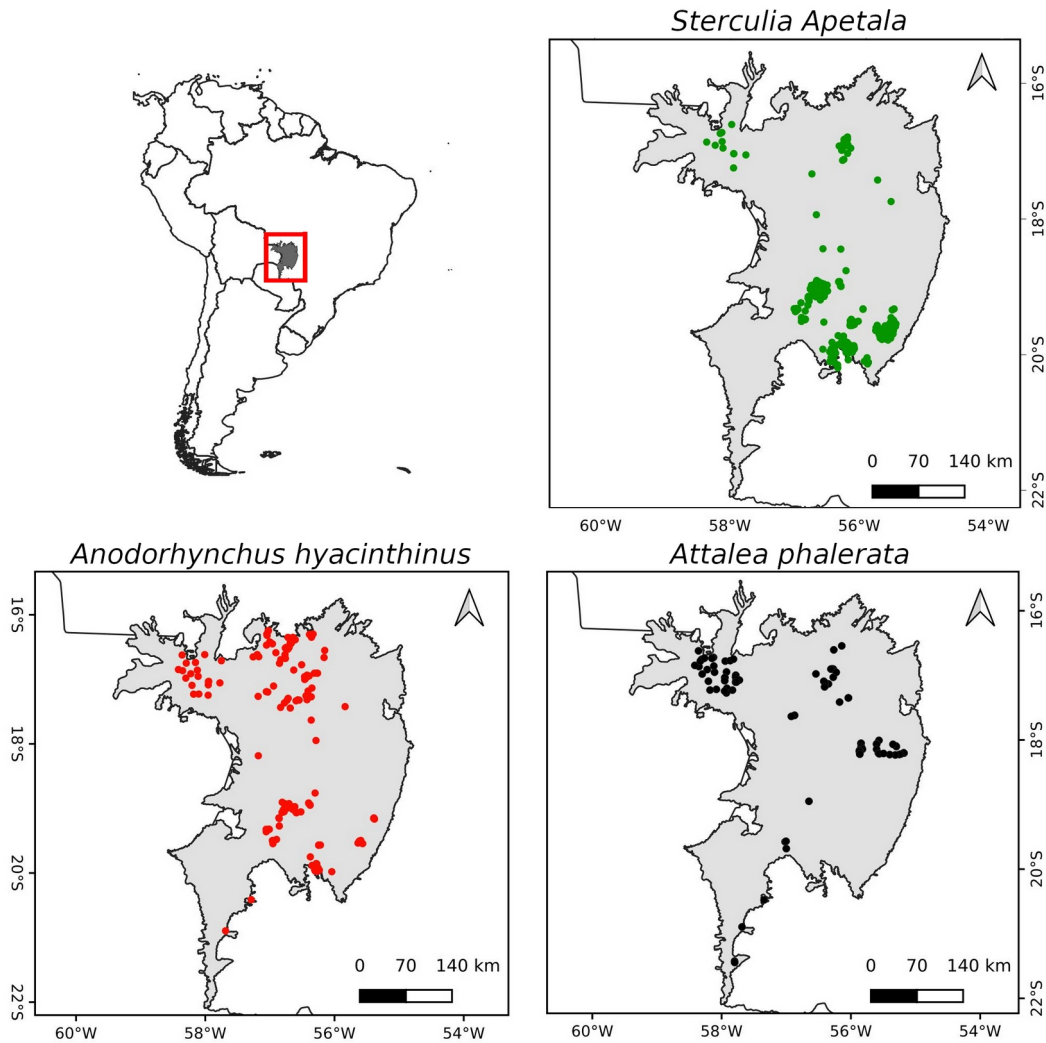 Sterculia Apetala
16°S
18°S
20°S
22°S
0 70 140 km
60°W 58°W 56°W 54°W
Anodorhynchus hyacinthinus
16°S
18°S
20°S
22°S
0 70 140 km
60°W 58°W 56°W 54°W
Attalea phalerata
16°S
18°S
20°S
22°S
0 70 140 km
60°W 58°W 56°W 54°W